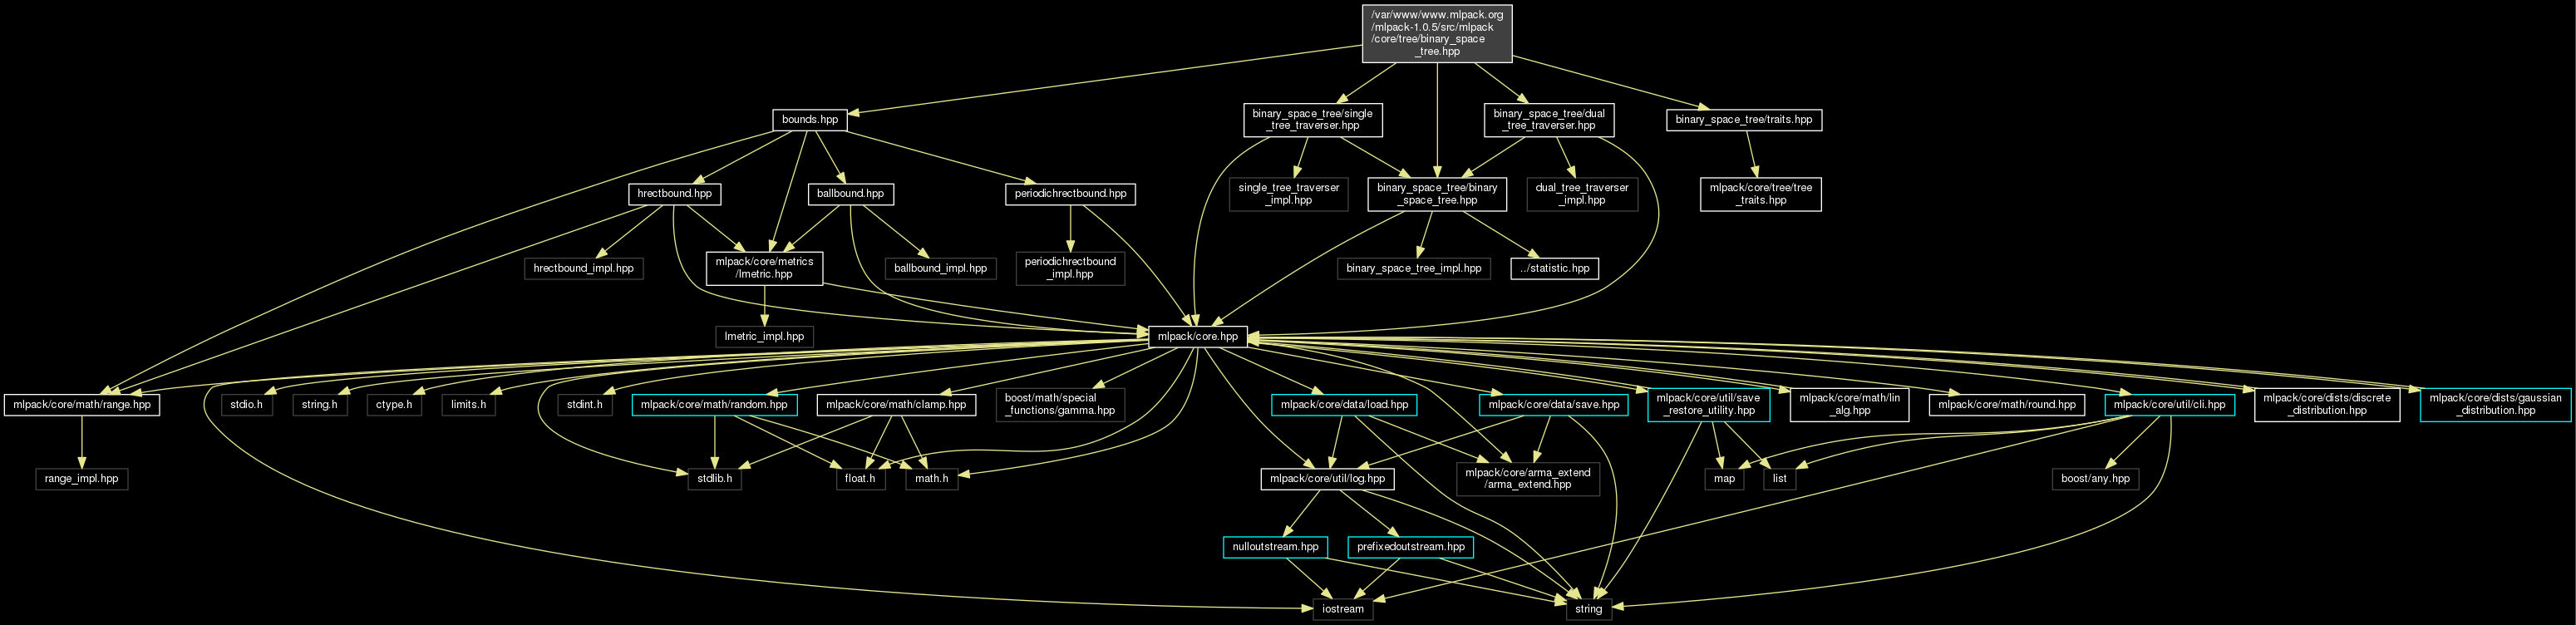 /var/www/www.mlpack.org
/mlpack-1.0.5/src/mlpack
/core/tree/binary_space
_tree.hpp
bounds.hpp
binary_space_tree/single
_tree_traverser.hpp
binary_space_tree/dual
_tree_traverser.hpp
binary_space_tree/traits.hpp
hrectbound.hpp
ballbound.hpp
periodichrectbound.hpp
single_tree_traverser
_impl.hpp
binary_space_tree/binary
_space_tree.hpp
dual_tree_traverser
_impl.hpp
mlpack/core/tree/tree
_traits.hpp
hrectbound_impl.hpp
mlpack/core/metrics
/lmetric.hpp
ballbound_impl.hpp
periodichrectbound
_impl.hpp
binary_space_tree_impl.hpp
../statistic.hpp
lmetric_impl.hpp
mlpack/core.hpp
mlpack/core/math/range.hpp
stdio.h
string.h
ctype.h
limits.h
stdint.h
mlpack/core/math/random.hpp
mlpack/core/math/clamp.hpp
boost/math/special
_functions/gamma.hpp
mlpack/core/data/load.hpp
mlpack/core/data/save.hpp
mlpack/core/util/save
_restore_utility.hpp
mlpack/core/math/lin
_alg.hpp
mlpack/core/math/round.hpp
mlpack/core/util/cli.hpp
mlpack/core/dists/discrete
_distribution.hpp
mlpack/core/dists/gaussian
_distribution.hpp
range_impl.hpp
stdlib.h
float.h
math.h
mlpack/core/util/log.hpp
mlpack/core/arma_extend
/arma_extend.hpp
map
list
boost/any.hpp
nulloutstream.hpp
prefixedoutstream.hpp
iostream
string